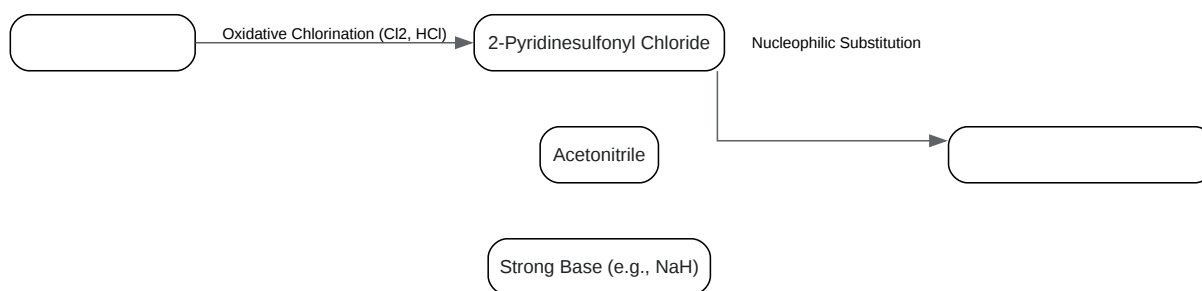 Oxidative Chlorination (Cl2, HCl)
2-Pyridinesulfonyl Chloride
Nucleophilic Substitution
Acetonitrile
Strong Base (e.g., NaH)